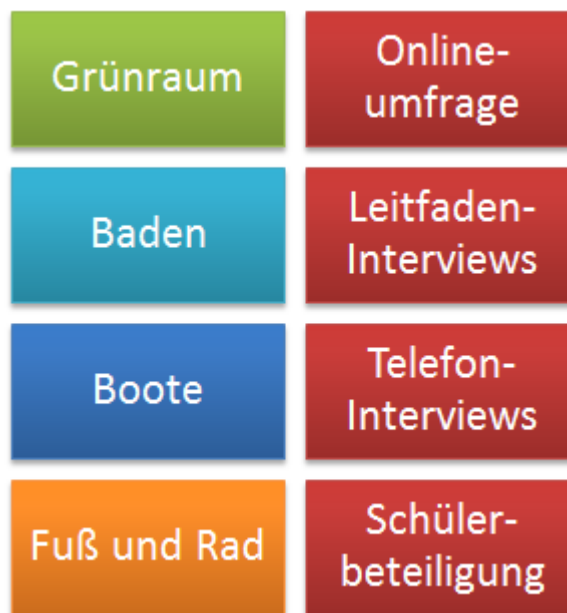 Grünraum
Online-
umfrage
Baden
Leitfaden-
Interviews
Boote
Telefon-
Interviews
Fuß und Rad
Schüler-
beteiligung